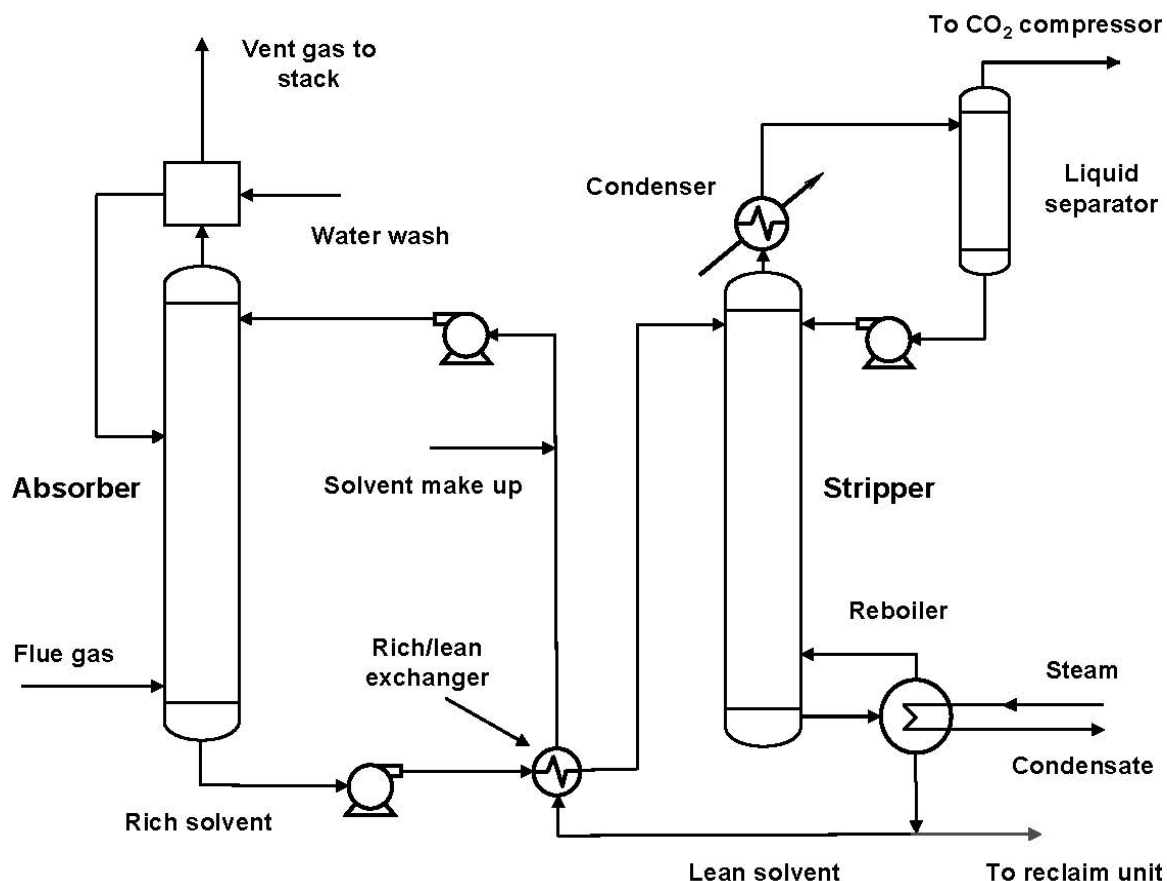 To CO₂ compressor
Vent gas to
stack
Condenser
Liquid
separator
Water wash
Absorber
Solvent make up
Stripper
Reboiler
Flue gas
Rich/lean
exchanger
Steam
Condensate
Rich solvent
Lean solvent
To reclaim unit